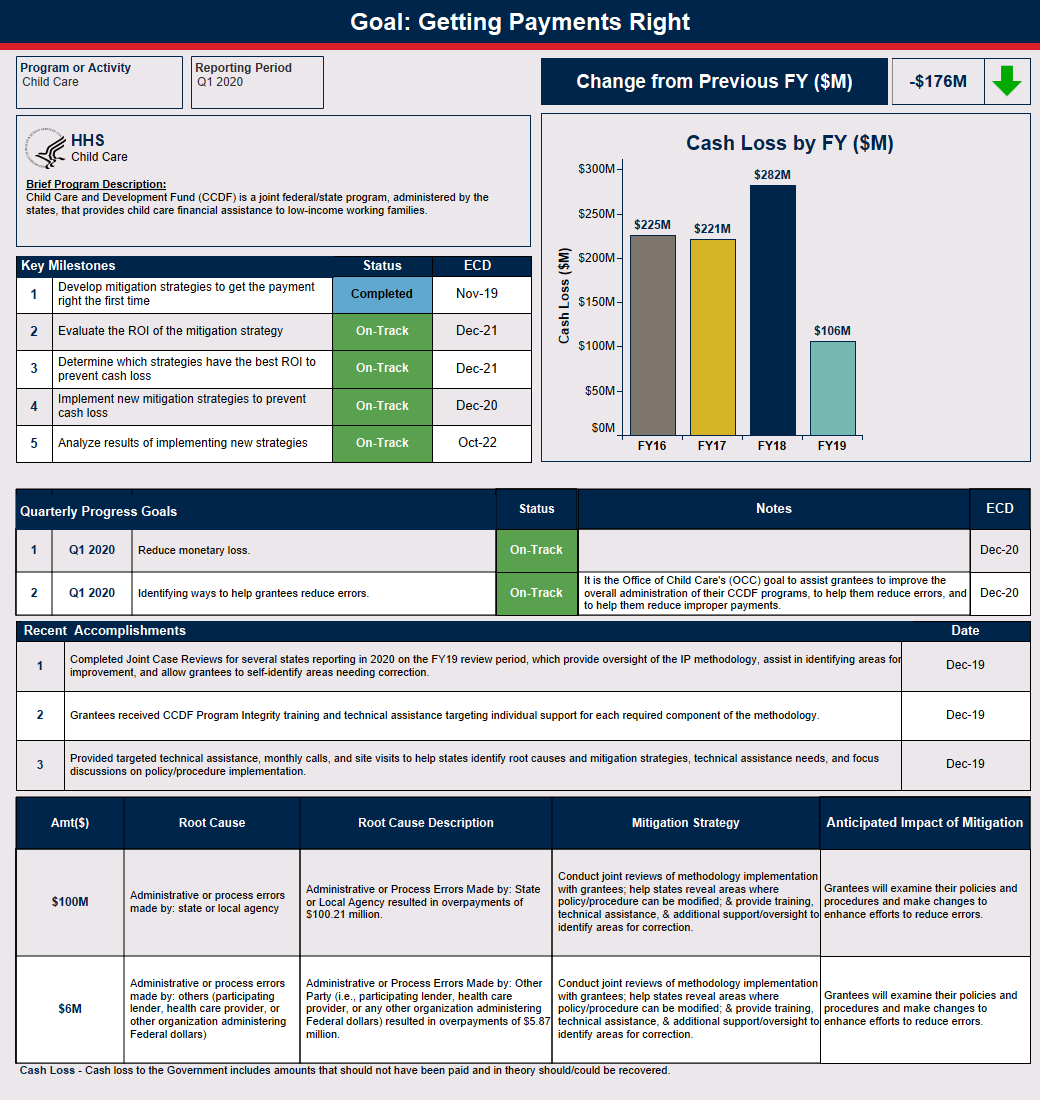 Goal: Getting Payments Right
Program or Activity
Child Care
Reporting Period
Q1 2020
Change from Previous FY ($M)
-$176M
HHS
Child Care
Brief Program Description:
Child Care and Development Fund (CCDF) is a joint federal/state program, administered by the
states, that provides child care financial assistance to low-income working families.
Cash Loss by FY ($M)
Cash Loss ($M)
$300M
$250M
$200M
$150M
$100M
$50M
$0M
$225M
$221M
$282M
$106M
FY16
FY17
FY18
FY19
Key Milestones
Status
ECD
1
Develop mitigation strategies to get the payment
right the first time
Completed
Nov-19
2
Evaluate the ROI of the mitigation strategy
On-Track
Dec-21
3
Determine which strategies have the best ROI to
prevent cash loss
On-Track
Dec-21
4
Implement new mitigation strategies to prevent
cash loss
On-Track
Dec-20
5
Analyze results of implementing new strategies
On-Track
Oct-22
Quarterly Progress Goals
Status
Notes
ECD
1
Q1 2020
Reduce monetary loss.
On-Track
Dec-20
2
Q1 2020
Identifying ways to help grantees reduce errors.
On-Track
It is the Office of Child Care's (OCC) goal to assist grantees to improve the
overall administration of their CCDF programs, to help them reduce errors, and
to help them reduce improper payments.
Dec-20
Recent Accomplishments
Date
1
Completed Joint Case Reviews for several states reporting in 2020 on the FY19 review period, which provide oversight of the IP methodology, assist in identifying areas for
improvement, and allow grantees to self-identify areas needing correction.
Dec-19
2
Grantees received CCDF Program Integrity training and technical assistance targeting individual support for each required component of the methodology.
Dec-19
3
Provided targeted technical assistance, monthly calls, and site visits to help states identify root causes and mitigation strategies, technical assistance needs, and focus
discussions on policy/procedure implementation.
Dec-19
Amt($)
Root Cause
Root Cause Description
Mitigation Strategy
Anticipated Impact of Mitigation
$100M
Administrative or process errors
made by: state or local agency
Administrative or Process Errors Made by: State
or Local Agency resulted in overpayments of
$100.21 million.
Conduct joint reviews of methodology implementation
with grantees; help states reveal areas where
policy/procedure can be modified; & provide training,
technical assistance, & additional support/oversight to
identify areas for correction.
Grantees will examine their policies and
procedures and make changes to
enhance efforts to reduce errors.
$6M
Administrative or process errors
made by: others (participating
lender, health care provider, or
other organization administering
Federal dollars)
Administrative or Process Errors Made by: Other
Party (i.e., participating lender, health care
provider, or any other organization administering
Federal dollars) resulted in overpayments of $5.87
million.
Conduct joint reviews of methodology implementation
with grantees; help states reveal areas where
policy/procedure can be modified; & provide training,
technical assistance, & additional support/oversight to
identify areas for correction.
Grantees will examine their policies and
procedures and make changes to
enhance efforts to reduce errors.
Cash Loss - Cash loss to the Government includes amounts that should not have been paid and in theory should/could be recovered.